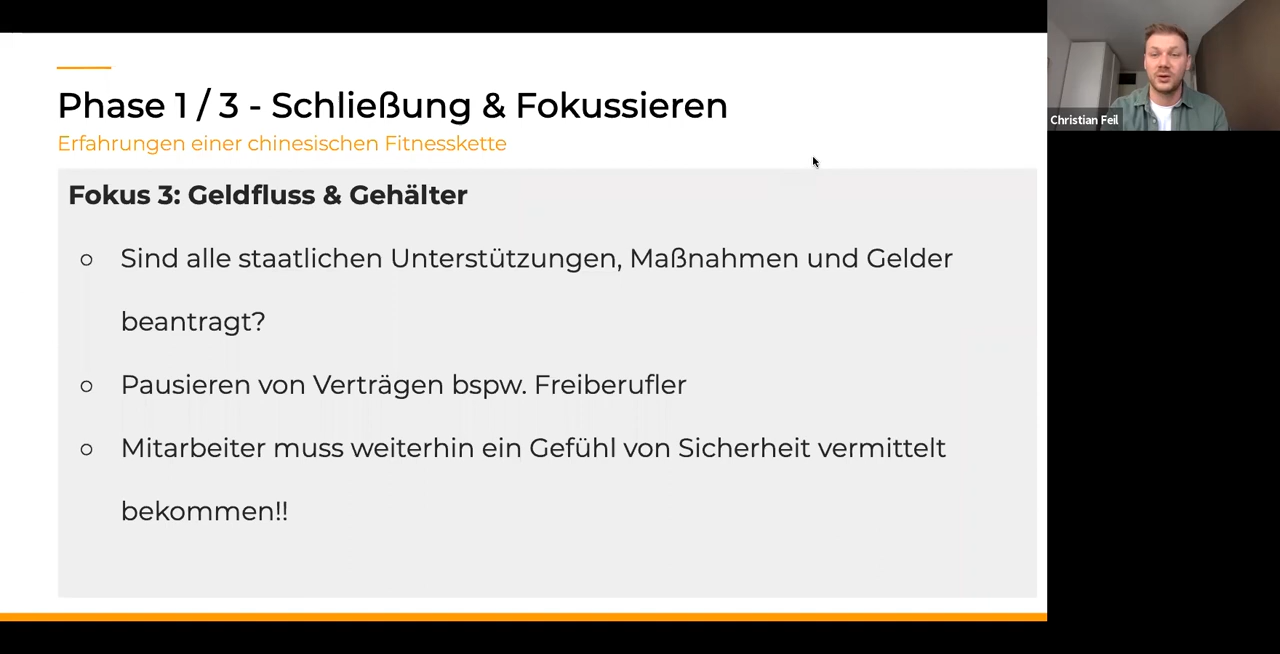 Phase 1 / 3 - Schließung & Fokussieren
Erfahrungen einer chinesischen Fitnesskette
Fokus 3: Geldfluss & Gehälter
○ Sind alle staatlichen Unterstützungen, Maßnahmen und Gelder
beantragt?
○ Pausieren von Verträgen bspw. Freiberufler
○ Mitarbeiter muss weiterhin ein Gefühl von Sicherheit vermittelt
bekommen!!
Christian Feil